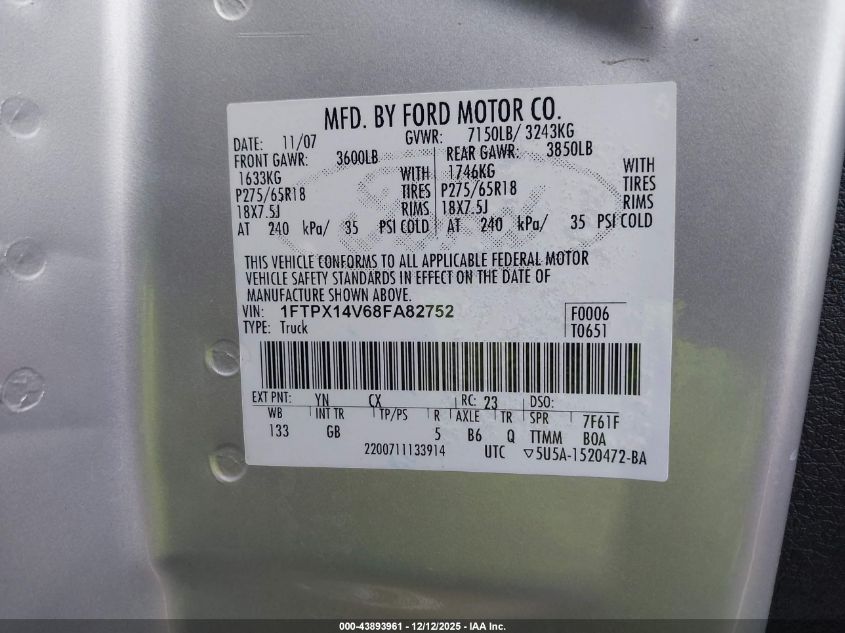 MFD. BY FORD MOTOR CO.
DATE: 11/07 GVWR: 7150LB/ 3243KG
FRONT GAWR: 3600LB REAR GAWR: 3850LB
1633KG WITH 1746KG WITH
P275/65R18 TIRES P275/65R18 TIRES
18X7.5J RIMS 18X7.5J RIMS
AT 240 kPa/ 35 PSI COLD AT 240 kPa/ 35 PSI COLD
THIS VEHICLE CONFORMS TO ALL APPLICABLE FEDERAL MOTOR
VEHICLE SAFETY STANDARDS IN EFFECT ON THE DATE OF
MANUFACTURE SHOWN ABOVE.
VIN: 1FTPX14V68FA82752 F0006
TYPE: Truck T0651
EXT PNT: YN CX RC: 23 DSO:
WB INT TR TP/PS R AXLE TR SPR 7F61F
133 GB 5 B6 Q TTMM BOA
2200711133914 UTC ▽5U5A-1520472-BA
000-43893961 - 12/12/2025 - IAA Inc.